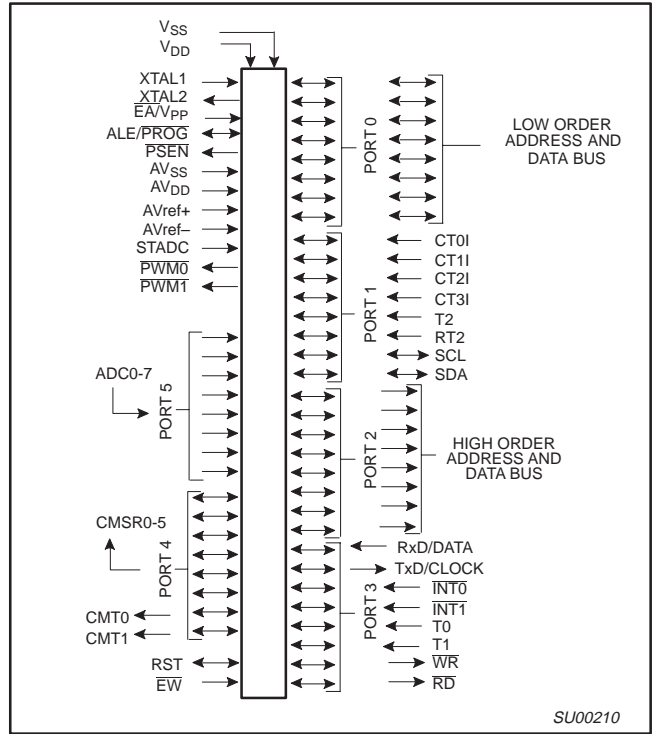 VSS
VDD
XTAL1
XTAL2
EA/VPP
ALE/PROG
PSEN
AVSS
AVDD
AVref+
AVref–
STADC
PWM0
PWM1
ADC0-7
PORT 5
CMSR0-5
PORT 4
CMT0
CMT1
RST
EW
PORT 0
LOW ORDER
ADDRESS AND
DATA BUS
PORT 1
CT0I
CT1I
CT2I
CT3I
T2
RT2
SCL
SDA
PORT 2
HIGH ORDER
ADDRESS AND
DATA BUS
PORT 3
RxD/DATA
TxD/CLOCK
INT0
INT1
T0
T1
WR
RD
SU00210